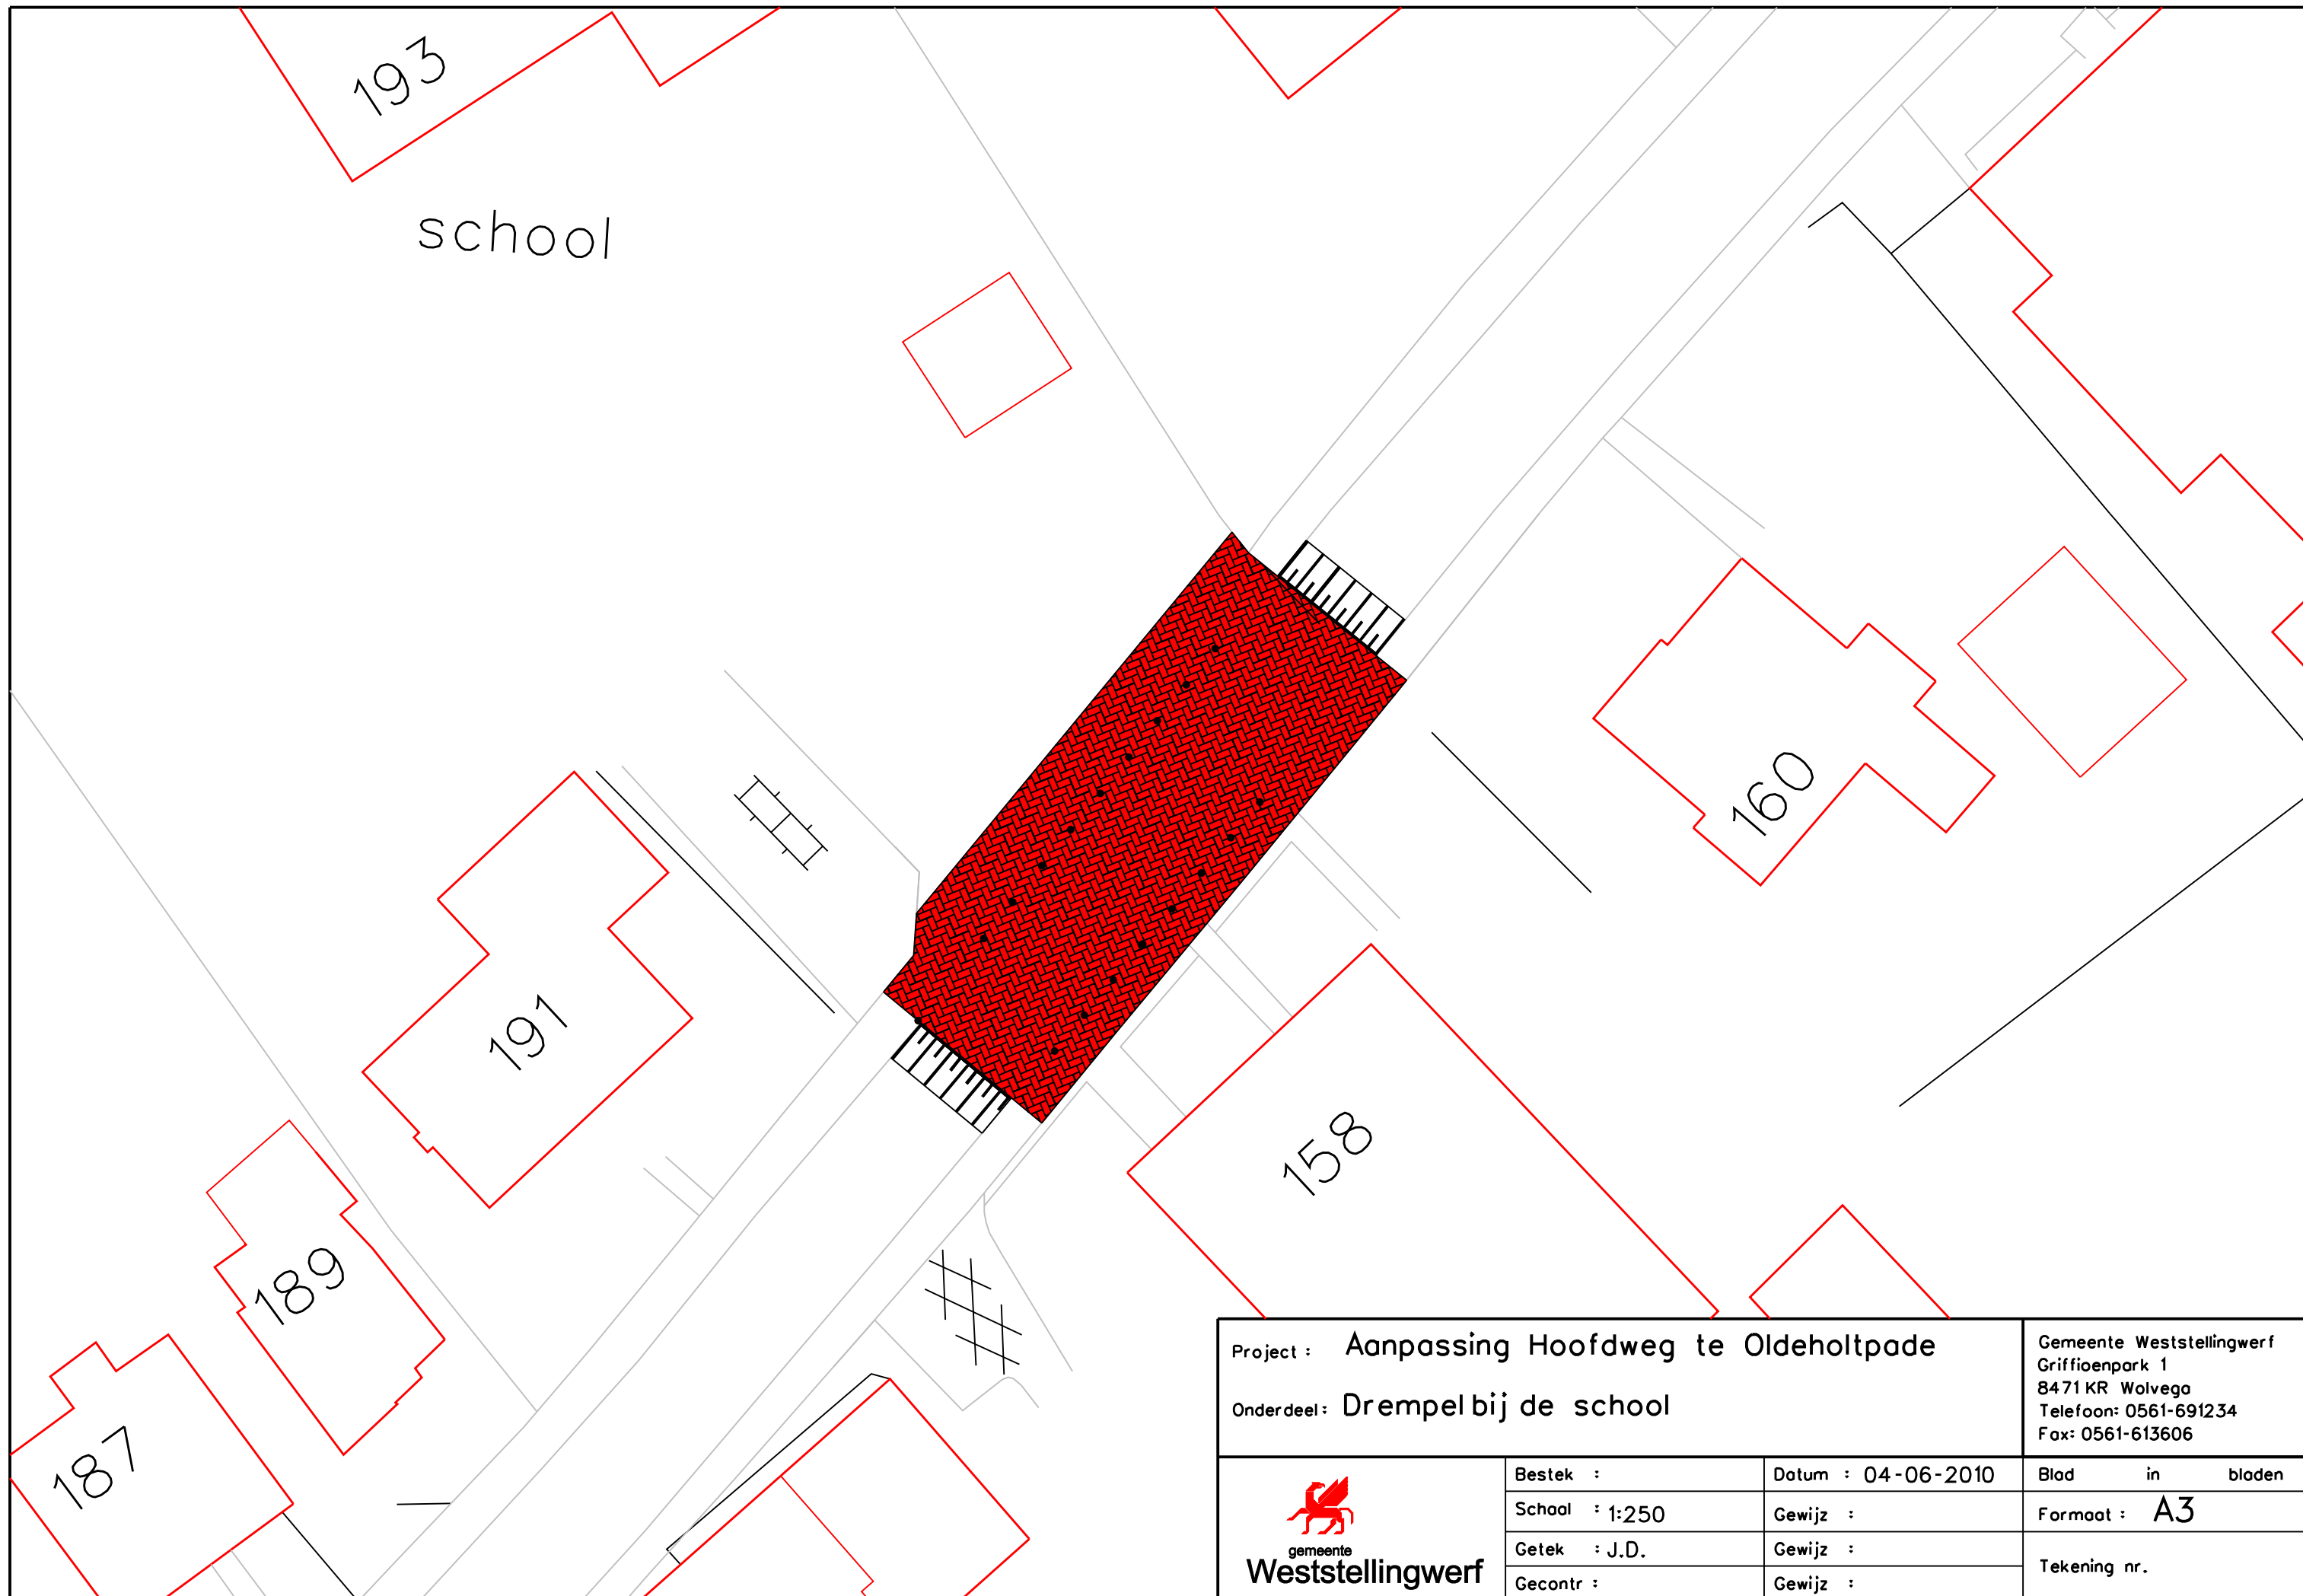 193
school
160
191
158
189
187
Project : Aanpassing Hoofdweg te Oldeholtpade
Onderdeel: Drempel bij de school
Gemeente Weststellingwerf
Griffioenpark 1
8471 KR Wolvega
Telefoon: 0561-691234
Fax: 0561-613606
gemeente
Weststellingwerf
Bestek :
Datum : 04-06-2010
Blad in bladen
Schaal : 1:250
Gewijz :
Formaat : A3
Getek : J.D.
Gewijz :
Tekening nr.
Gecontr :
Gewijz :